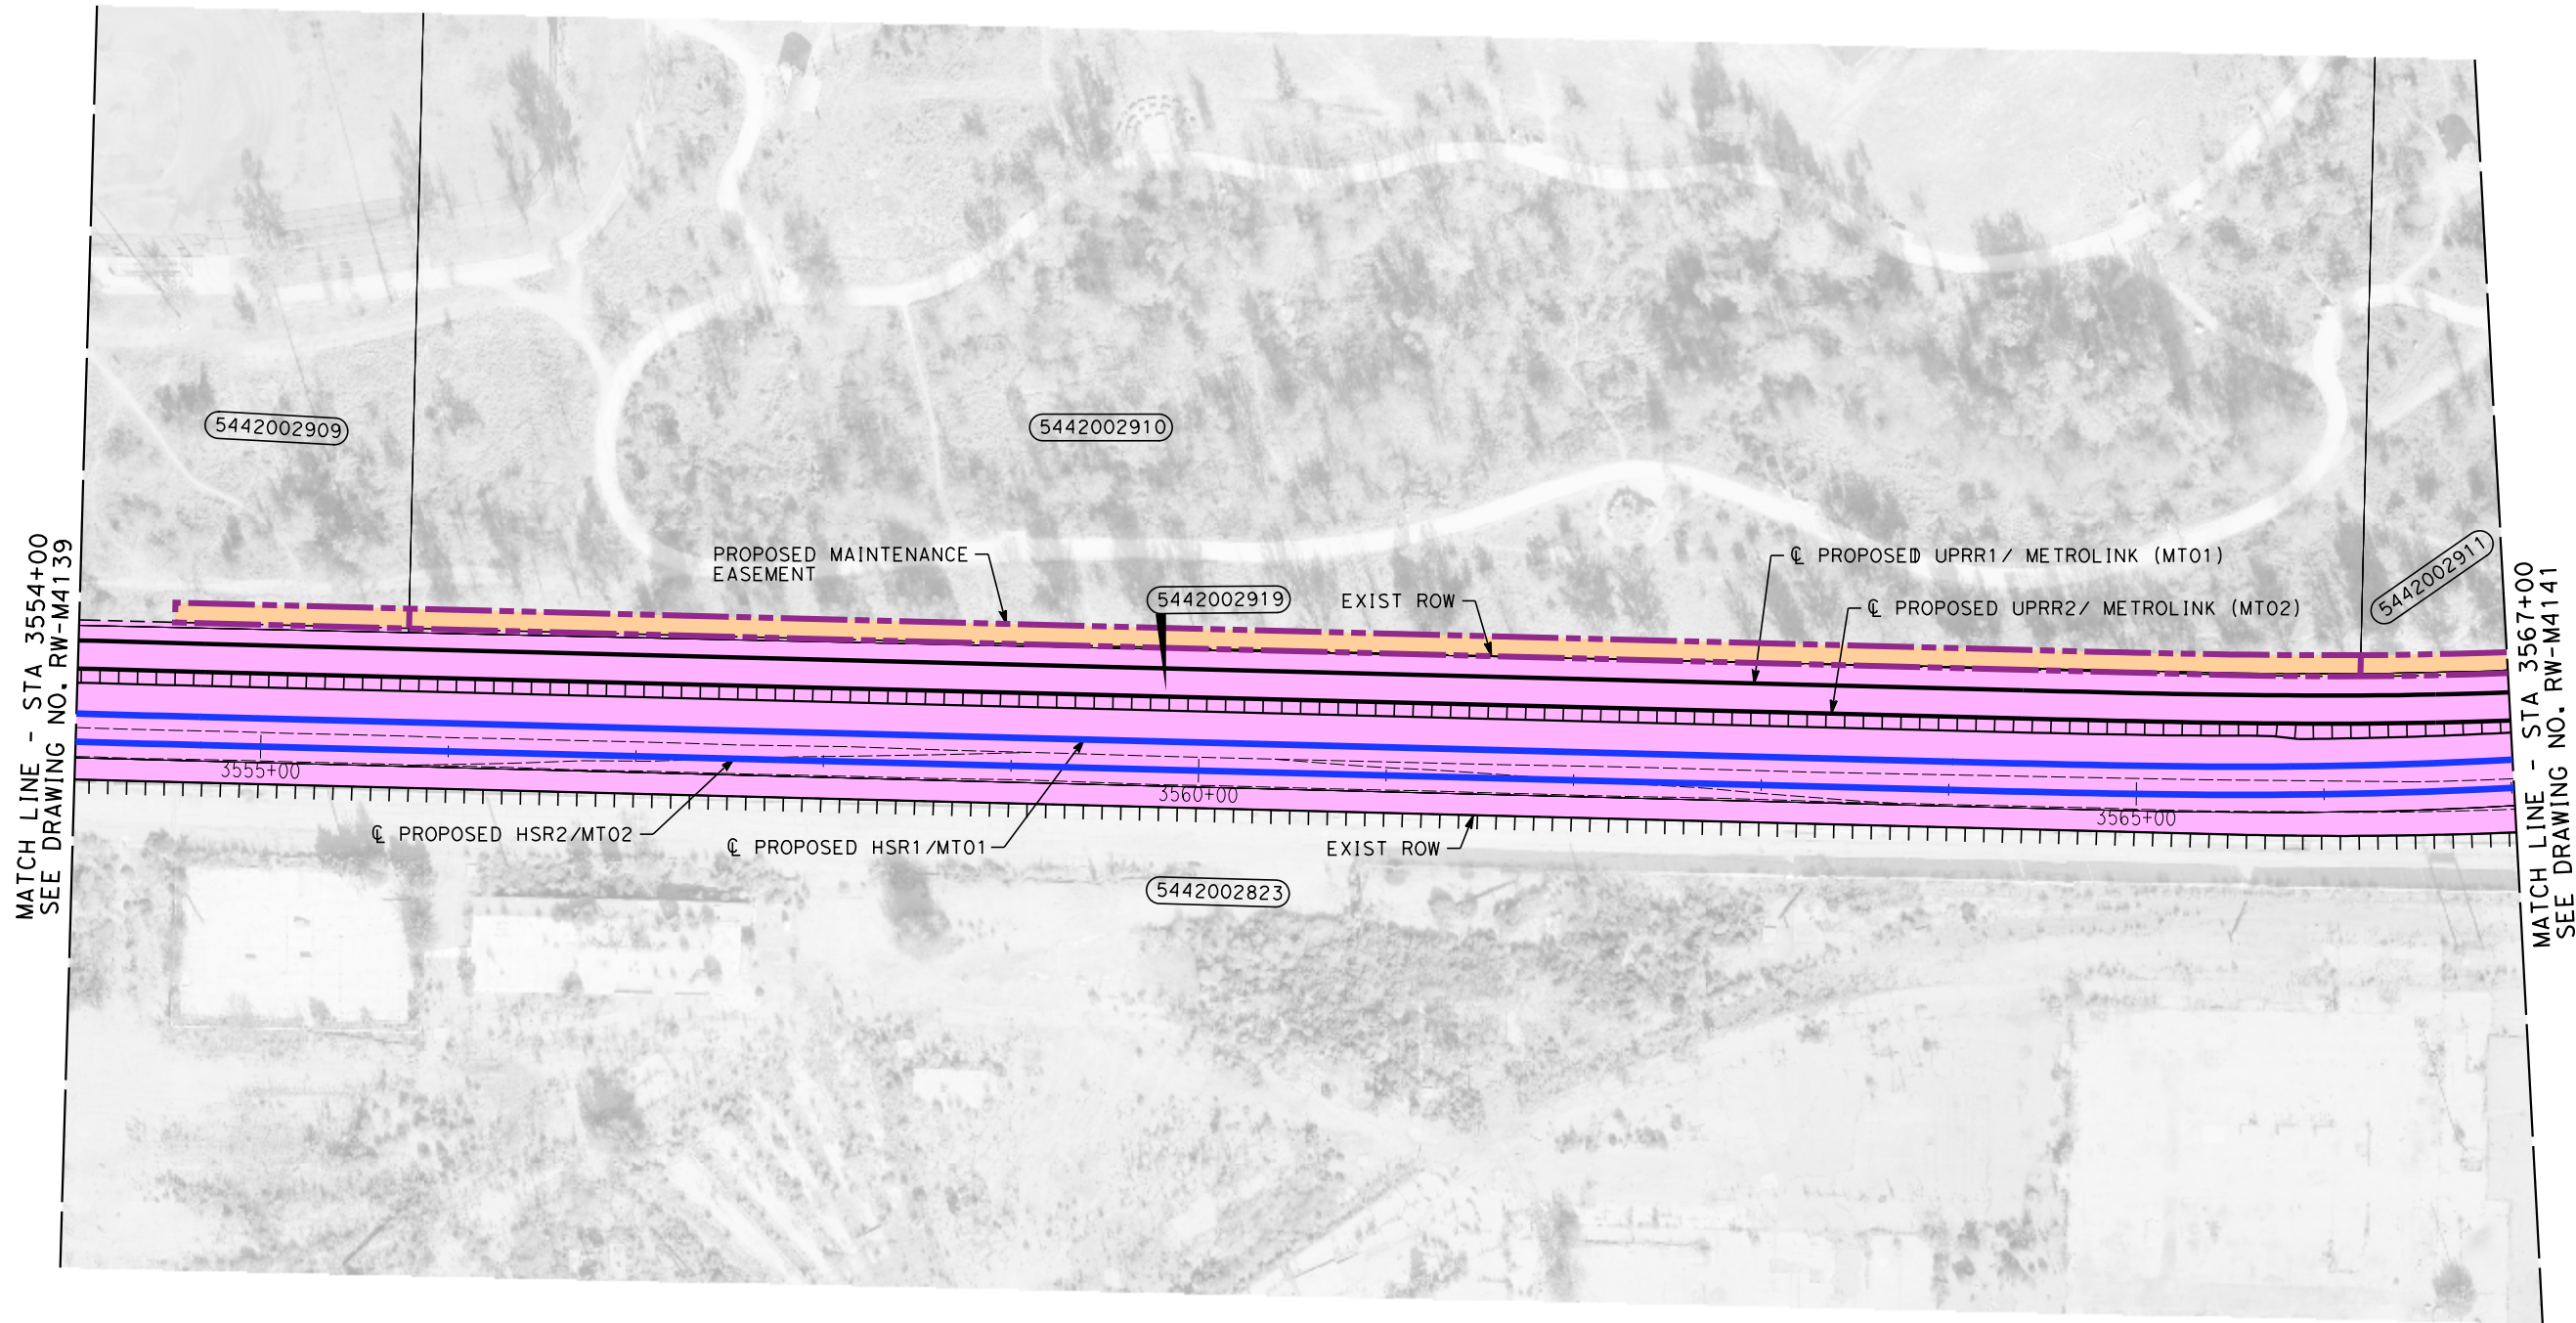 5442002909
5442002910
PROPOSED MAINTENANCE
EASEMENT
5442002919
EXIST ROW
℄ PROPOSED UPRR1/ METROLINK (MT01)
℄ PROPOSED UPRR2/ METROLINK (MT02)
5442002911
MATCH LINE - STA 3554+00
SEE DRAWING NO. RW-M4139
MATCH LINE - STA 3567+00
SEE DRAWING NO. RW-M4141
3555+00
3560+00
3565+00
℄ PROPOSED HSR2/MT02
℄ PROPOSED HSR1/MT01
EXIST ROW
5442002823